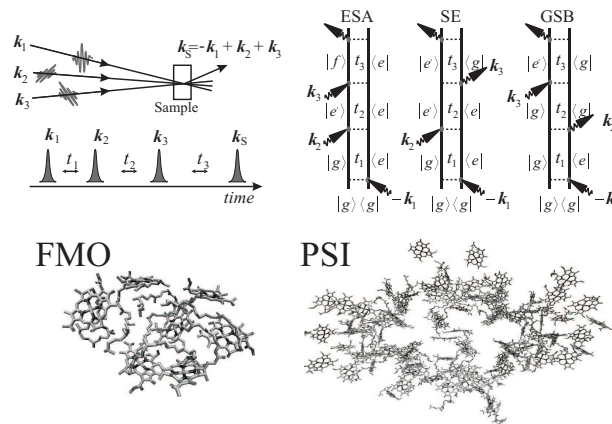 k₁
k₂
k₃
kS=-k₁+k₂+k₃
Sample
k₁ k₂ k₃ kS
t₁ t₂ t₃
time
ESA SE GSB
|f⟩ t₃ ⟨e| |e'⟩ t₃ ⟨g| |e'⟩ t₃ ⟨g|
k₃ k₃ k₃
|e'⟩ t₂ ⟨e| |e'⟩ t₂ ⟨e| |g⟩ t₂ ⟨g|
k₂ k₂ k₂
|g⟩ t₁ ⟨e| |g⟩ t₁ ⟨e| |g⟩ t₁ ⟨e|
-k₁ -k₁ -k
|g⟩⟨g| |g⟩⟨g| |g⟩⟨g|
FMO PSI